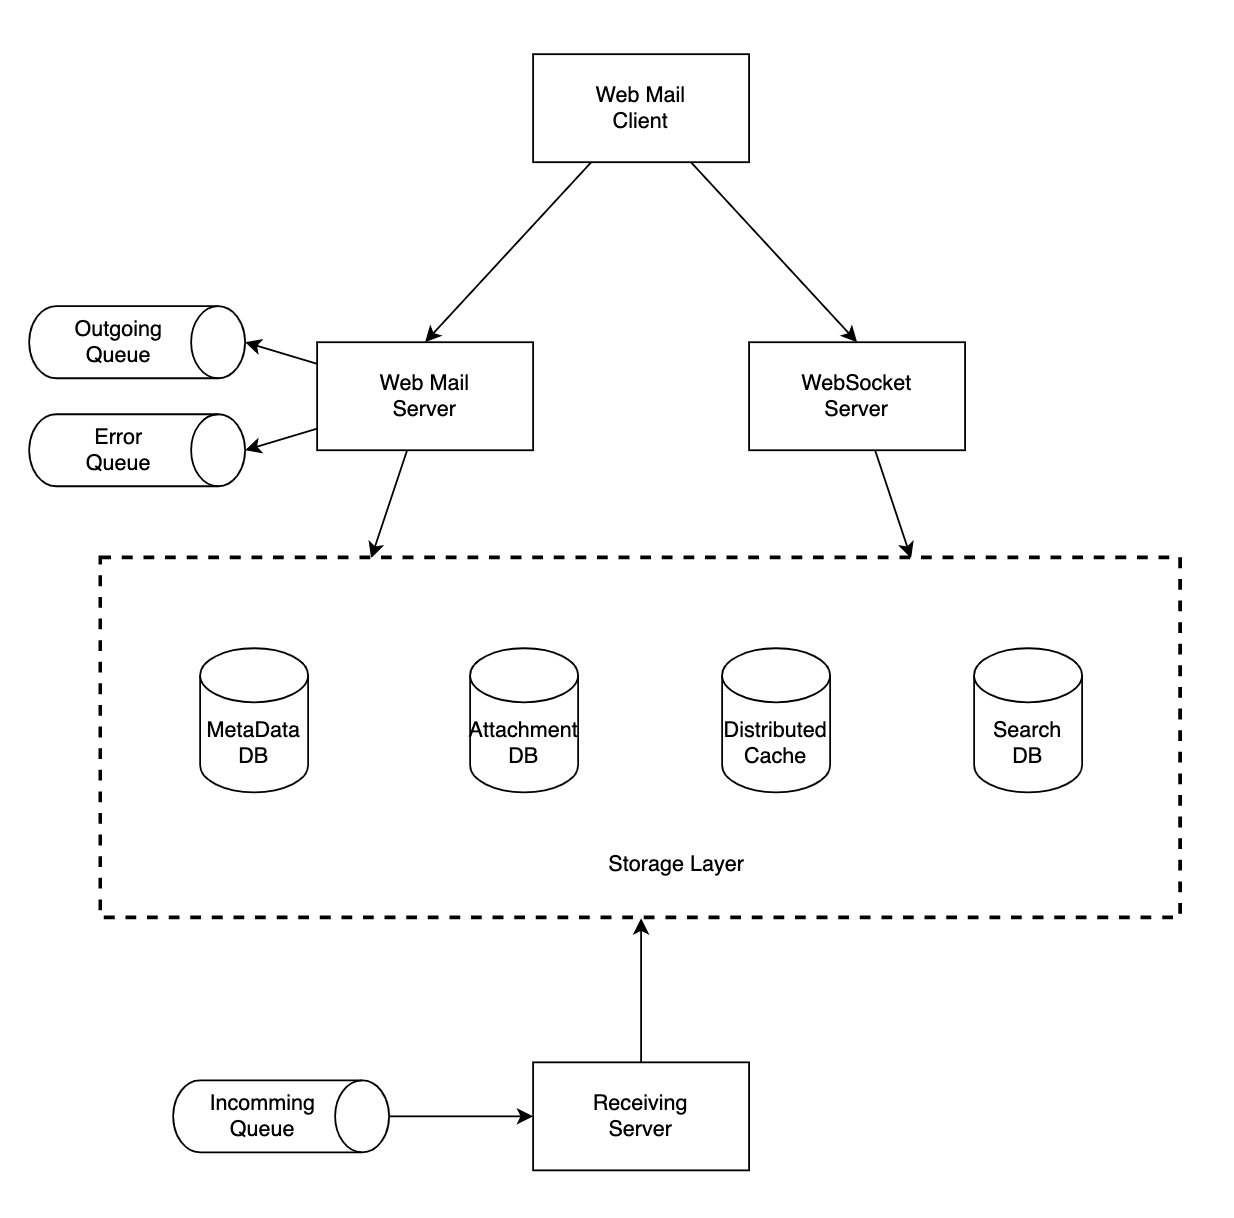 Web Mail
Client
Outgoing
Queue
Error
Queue
Web Mail
Server
WebSocket
Server
MetaData
DB
Attachment
DB
Distributed
Cache
Search
DB
Storage Layer
Incomming
Queue
Receiving
Server